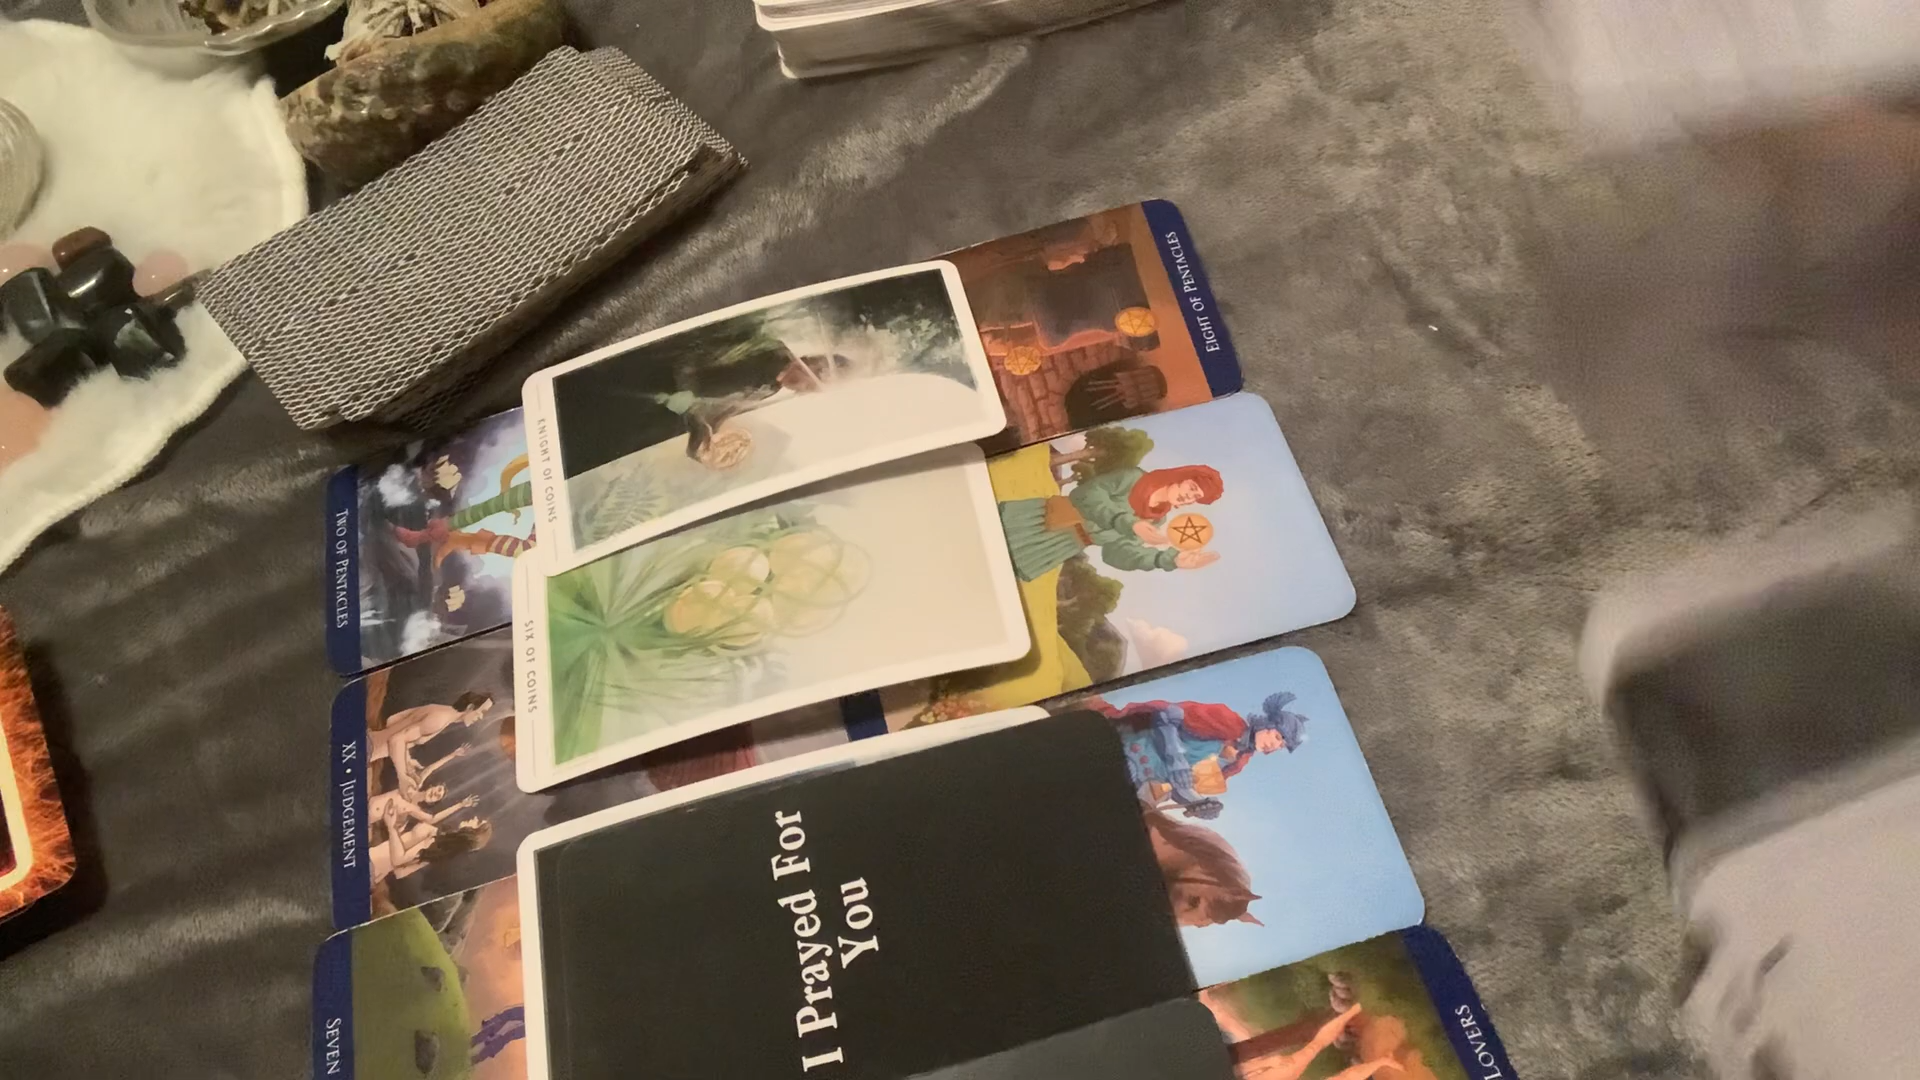 EIGHT OF PENTACLES
KNIGHT OF COINS
TWO OF PENTACLES
SIX OF COINS
XX • JUDGEMENT
I Prayed For
You
SEVEN
LOVERS